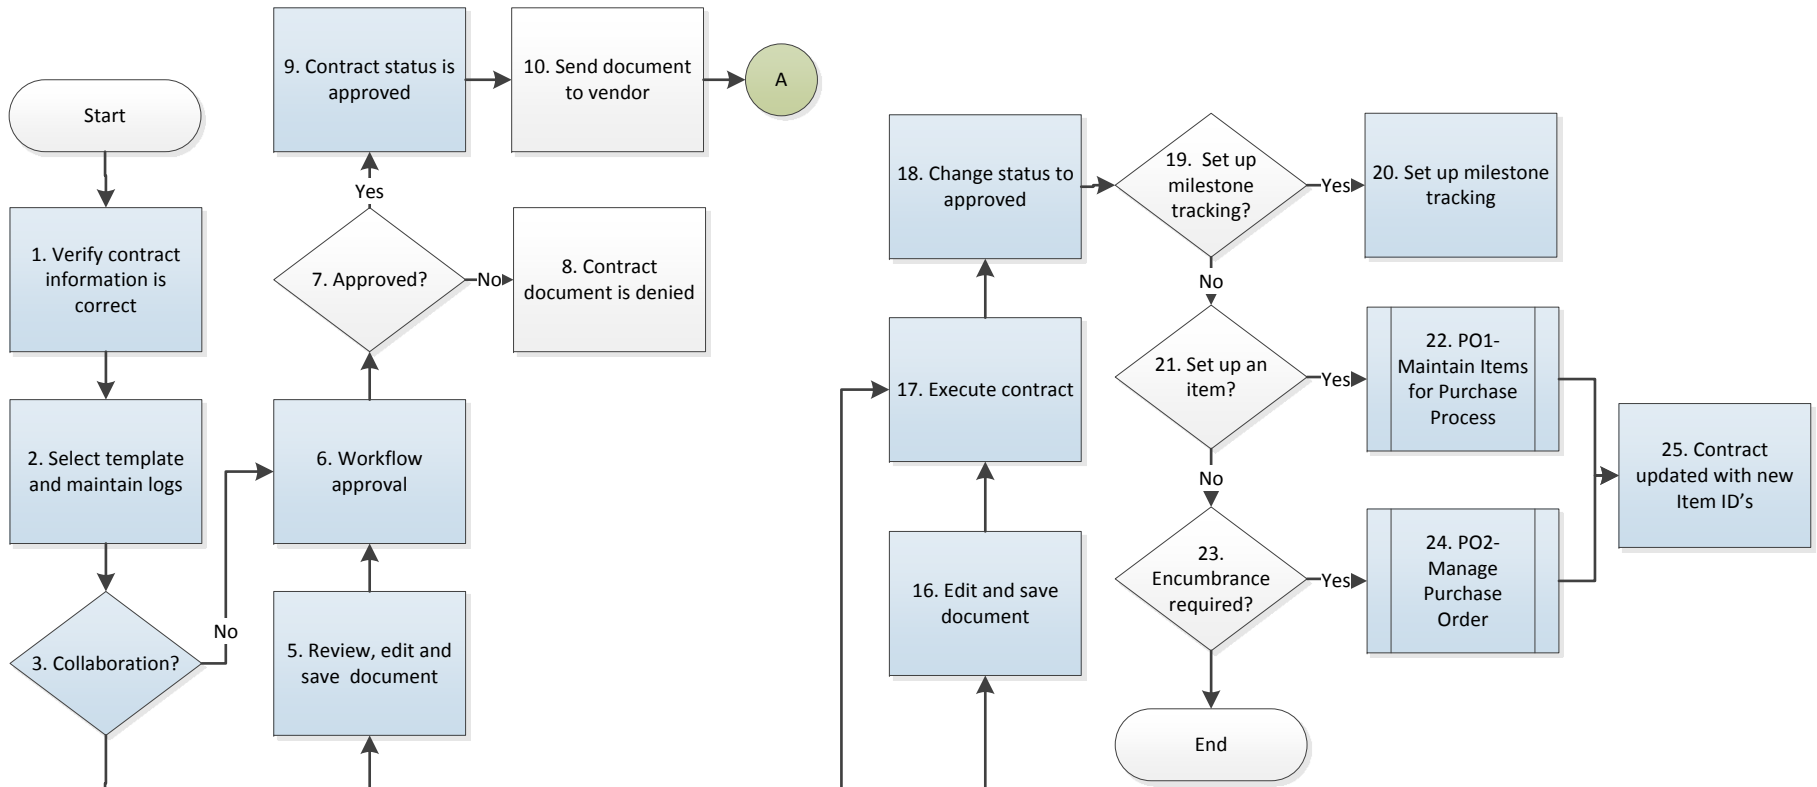 Start
1. Verify contract
information is
correct
2. Select template
and maintain logs
3. Collaboration?
No
5. Review, edit and
save  document
6. Workflow
approval
7. Approved?
No
8. Contract
document is denied
Yes
9. Contract status is
approved
10. Send document
to vendor
A
16. Edit and save
document
17. Execute contract
18. Change status to
approved
19.  Set up
milestone
tracking?
Yes
20. Set up milestone
tracking
No
21. Set up an
item?
Yes
22. PO1-
Maintain Items
for Purchase
Process
No
23.
Encumbrance
required?
Yes
24. PO2-
Manage
Purchase
Order
25. Contract
updated with new
Item ID’s
End